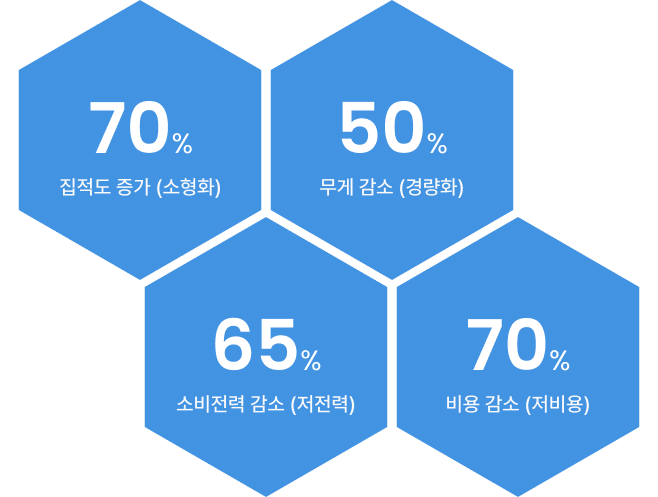 70%
집적도 증가 (소형화)
50%
무게 감소 (경량화)
65%
소비전력 감소 (저전력)
70%
비용 감소 (저비용)